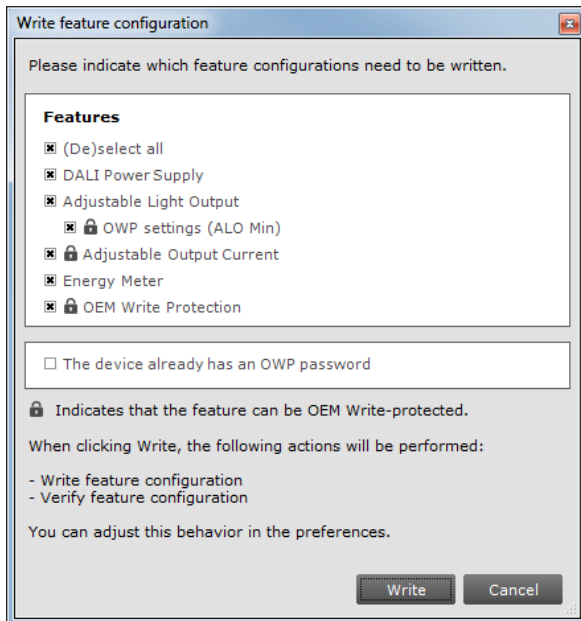 Write feature configuration
Please indicate which feature configurations need to be written.
Features
(De)select all
DALI Power Supply
Adjustable Light Output
OWP settings (ALO Min)
Adjustable Output Current
Energy Meter
OEM Write Protection
The device already has an OWP password
Indicates that the feature can be OEM Write-protected.
When clicking Write, the following actions will be performed:
- Write feature configuration
- Verify feature configuration
You can adjust this behavior in the preferences.
Write Cancel